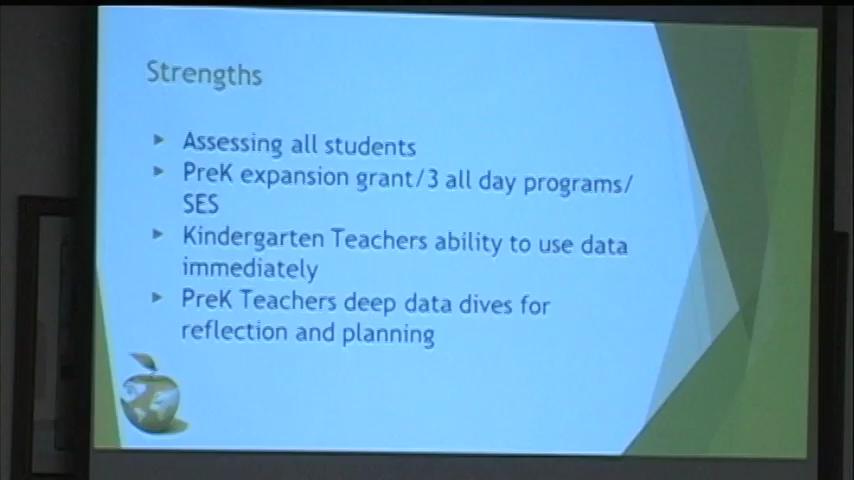 Strengths
Assessing all students
PreK expansion grant/3 all day programs/
SES
Kindergarten Teachers ability to use data
immediately
PreK Teachers deep data dives for
reflection and planning